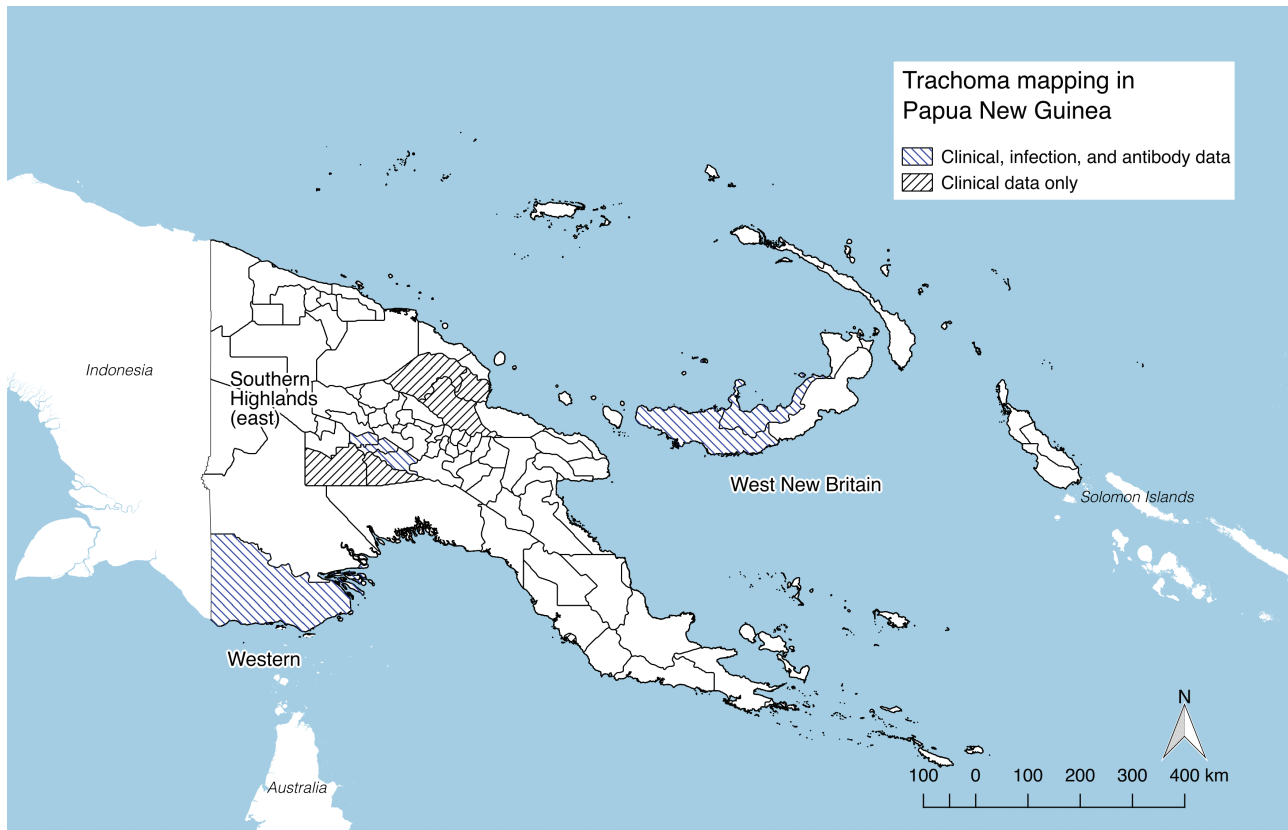 Trachoma mapping in
Papua New Guinea
Clinical, infection, and antibody data
Clinical data only
Indonesia
Southern
Highlands
(east)
West New Britain
Solomon Islands
Western
Australia
N
100 0 100 200 300 400 km